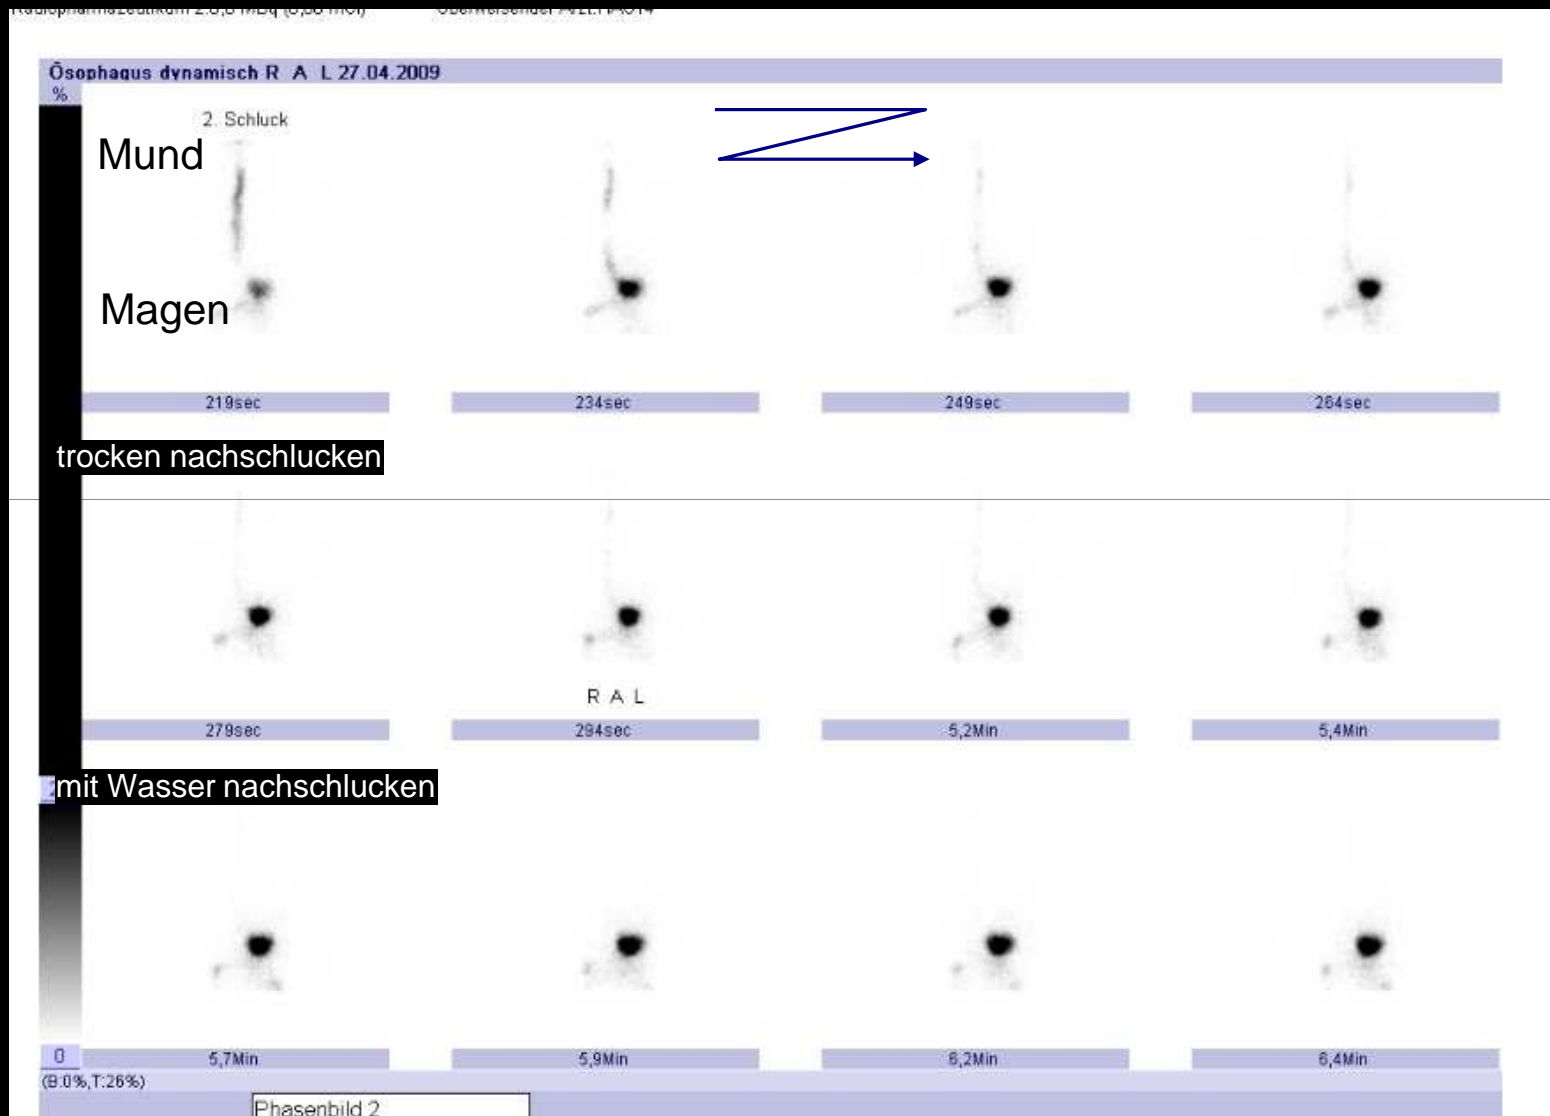 Ösophagus dynamisch R A L 27.04.2009
%
2. Schluck
Mund
Magen
219sec 234sec 249sec 264sec
trocken nachschlucken
R A L
279sec 294sec 5,2Min 5,4Min
mit Wasser nachschlucken
0 5,7Min 5,9Min 6,2Min 6,4Min
(B:0%,T:26%)
Phasenbild 2